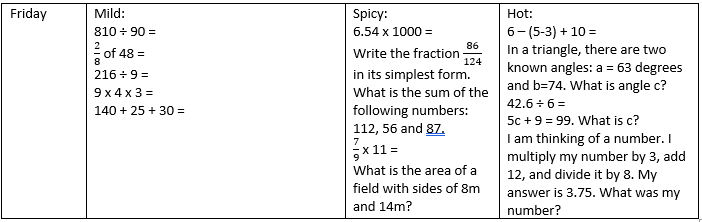 Friday
Mild:
810 ÷ 90 =
2/8 of 48 =
216 ÷ 9 =
9 x 4 x 3 =
140 + 25 + 30 =
Spicy:
6.54 x 1000 =
Write the fraction 86/124
in its simplest form.
What is the sum of the
following numbers:
112, 56 and 87.
7/9 x 11 =
What is the area of a
field with sides of 8m
and 14m?
Hot:
6 – (5-3) + 10 =
In a triangle, there are two
known angles: a = 63 degrees
and b=74. What is angle c?
42.6 ÷ 6 =
5c + 9 = 99. What is c?
I am thinking of a number. I
multiply my number by 3, add
12, and divide it by 8. My
answer is 3.75. What was my
number?